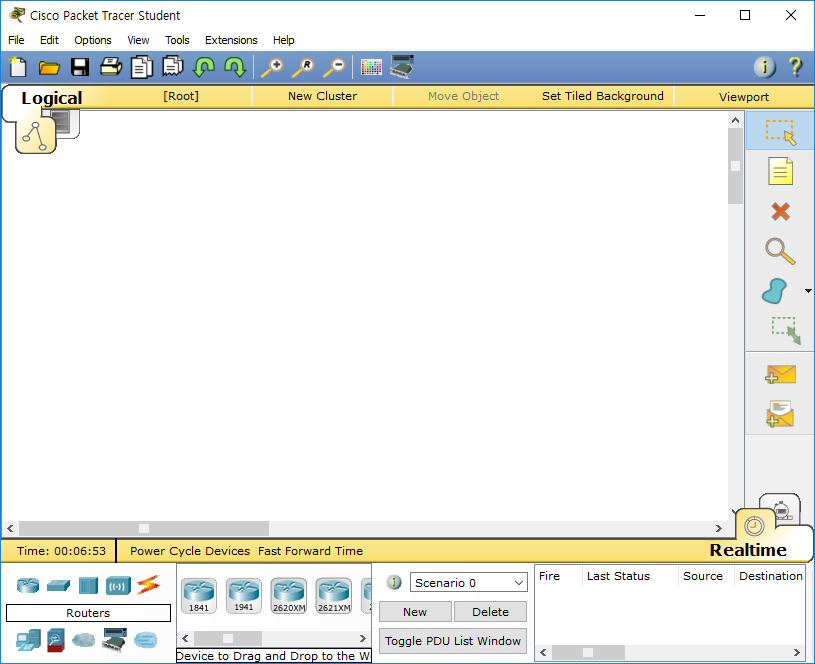 Cisco Packet Tracer Student
File Edit Options View Tools Extensions Help
Logical [Root] New Cluster Move Object Set Tiled Background Viewport
Time: 00:06:53 Power Cycle Devices Fast Forward Time Realtime
Routers
1841 1941 2620XM 2621XM
Device to Drag and Drop to the W
Scenario 0
New Delete
Toggle PDU List Window
Fire Last Status Source Destination